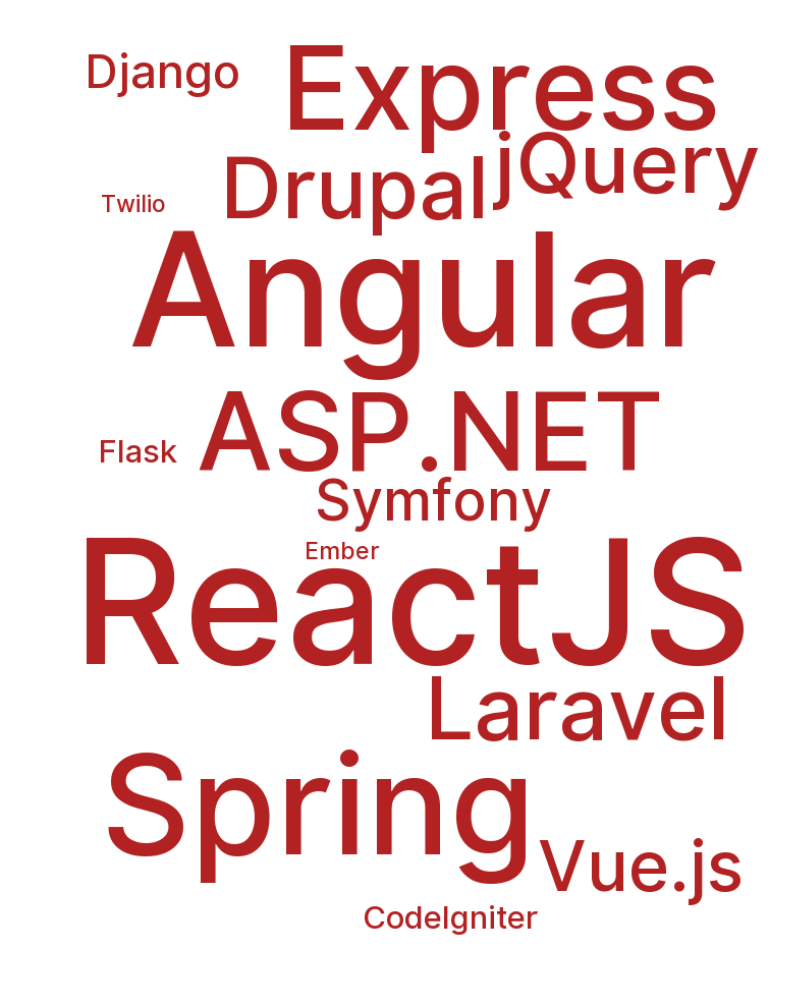 Django
Express
jQuery
Drupal
Twilio
Angular
ASP.NET
Flask
Symfony
Ember
ReactJS
Laravel
Spring
Vue.js
CodeIgniter